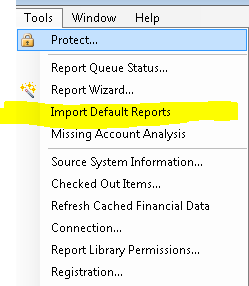 Tools Window Help
Protect...
Report Queue Status...
Report Wizard...
Import Default Reports
Missing Account Analysis
Source System Information...
Checked Out Items...
Refresh Cached Financial Data
Connection...
Report Library Permissions...
Registration...